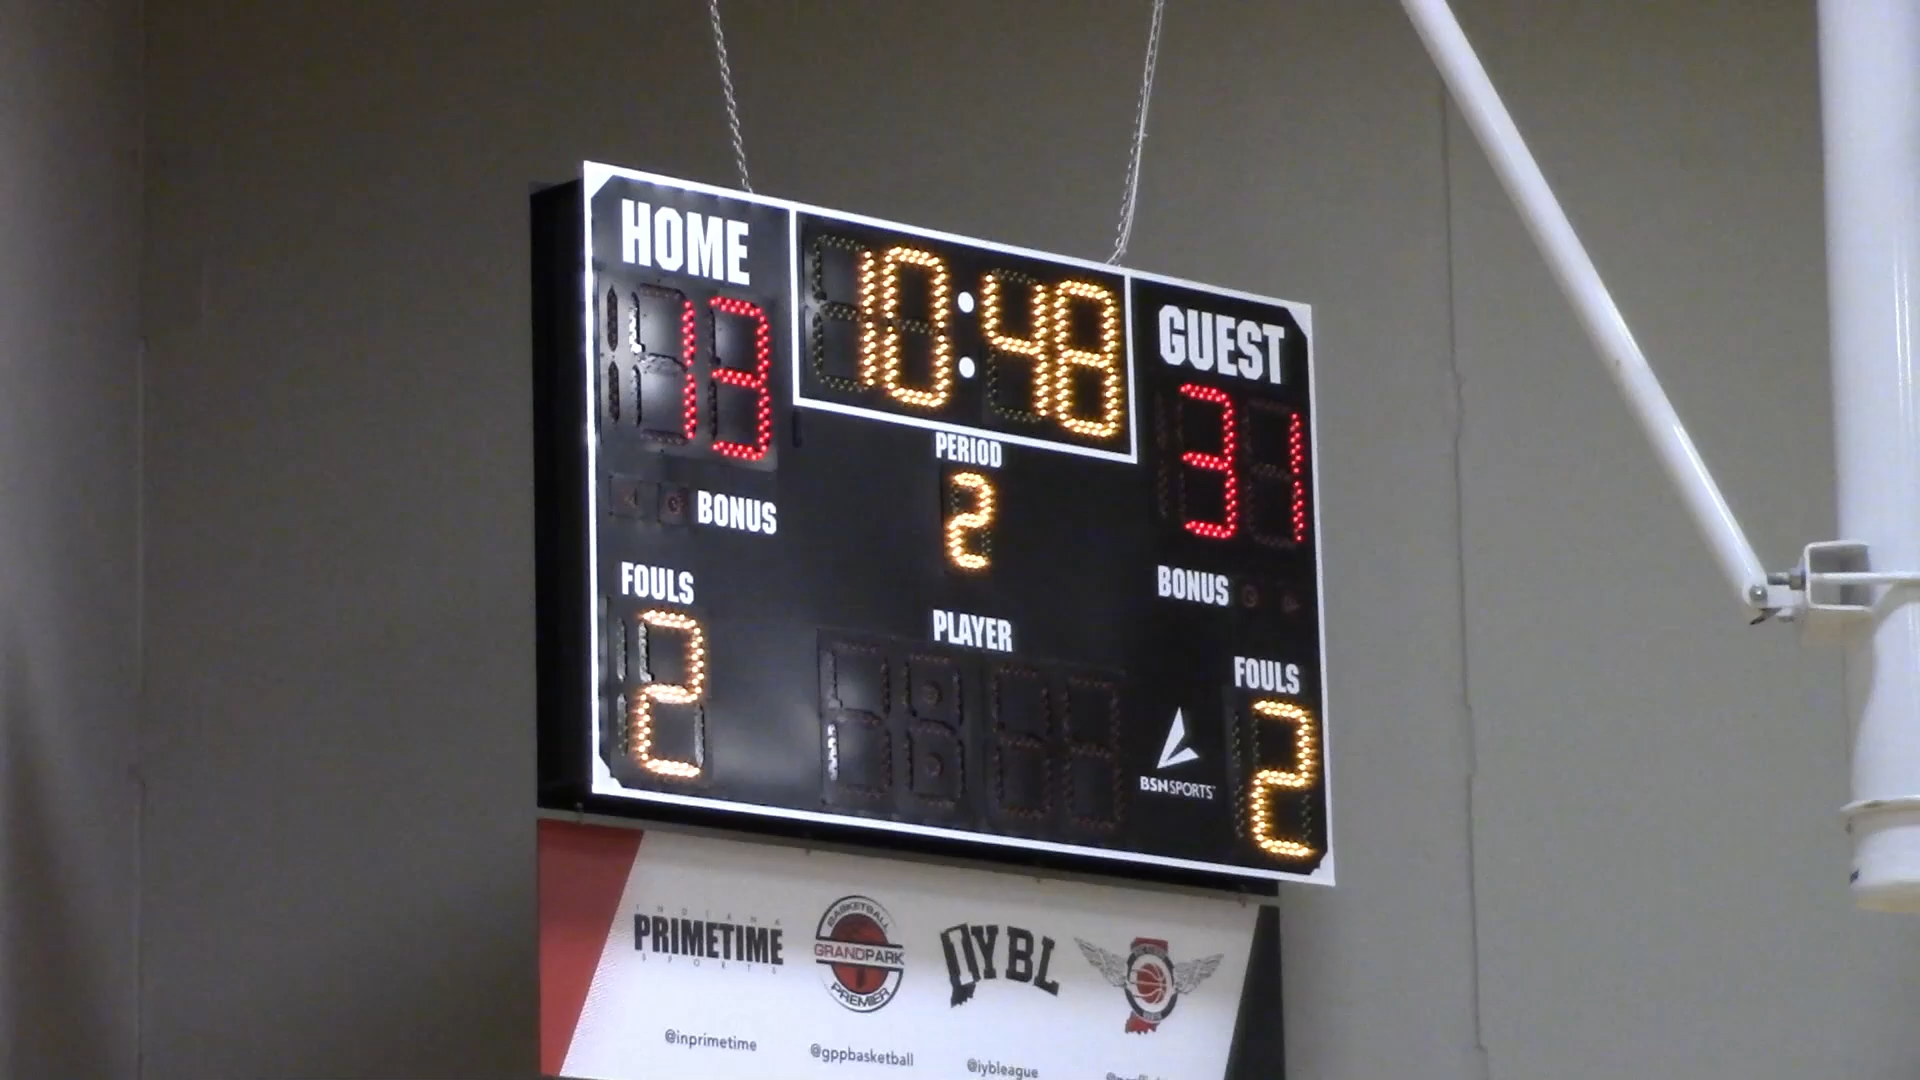 HOME
10:48
GUEST
13
31
PERIOD
2
BONUS
BONUS
FOULS
2
PLAYER
FOULS
2
BSN SPORTS
INDIANA
PRIMETIME
SPORTS
BASKETBALL
GRANDPARK
PREMIER
IYBL
@inprimetime
@gppbasketball
@iybleague